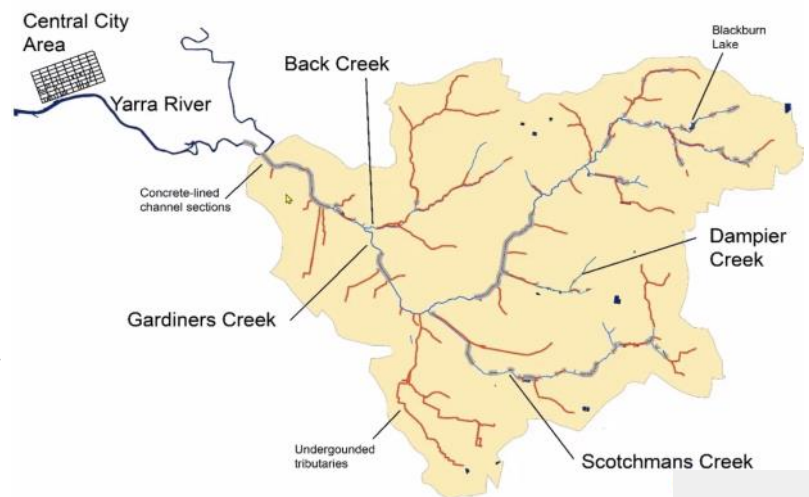 Central City
Area
Yarra River
Back Creek
Blackburn
Lake
Concrete-lined
channel sections
Dampier
Creek
Gardiners Creek
Undergounded
tributaries
Scotchmans Creek